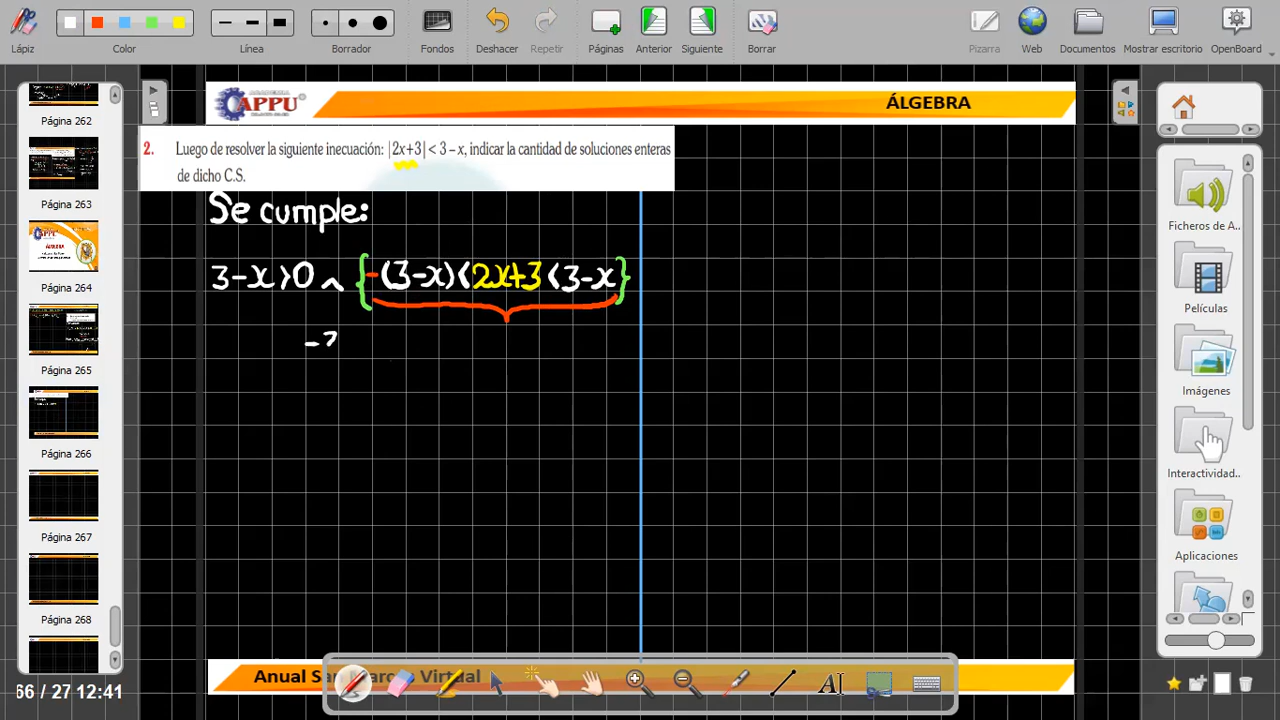 Lápiz
Color
Línea
Borrador
Fondos
Deshacer
Repetir
Páginas
Anterior
Siguiente
Borrar
Pizarra
Web
Documentos
Mostrar escritorio
OpenBoard
Página 262
Página 263
Página 264
Página 265
Página 266
Página 267
Página 268
66 / 27 12:41
APPU
ÁLGEBRA
2. Luego de resolver la siguiente inecuación: |2x+3| < 3 – x, indicar la cantidad de soluciones enteras
de dicho C.S.
Se cumple:
3-x>0 ^ {-(3-x)<2x+3<3-x}
Ficheros de A..
Películas
Imágenes
Interactividad..
Aplicaciones